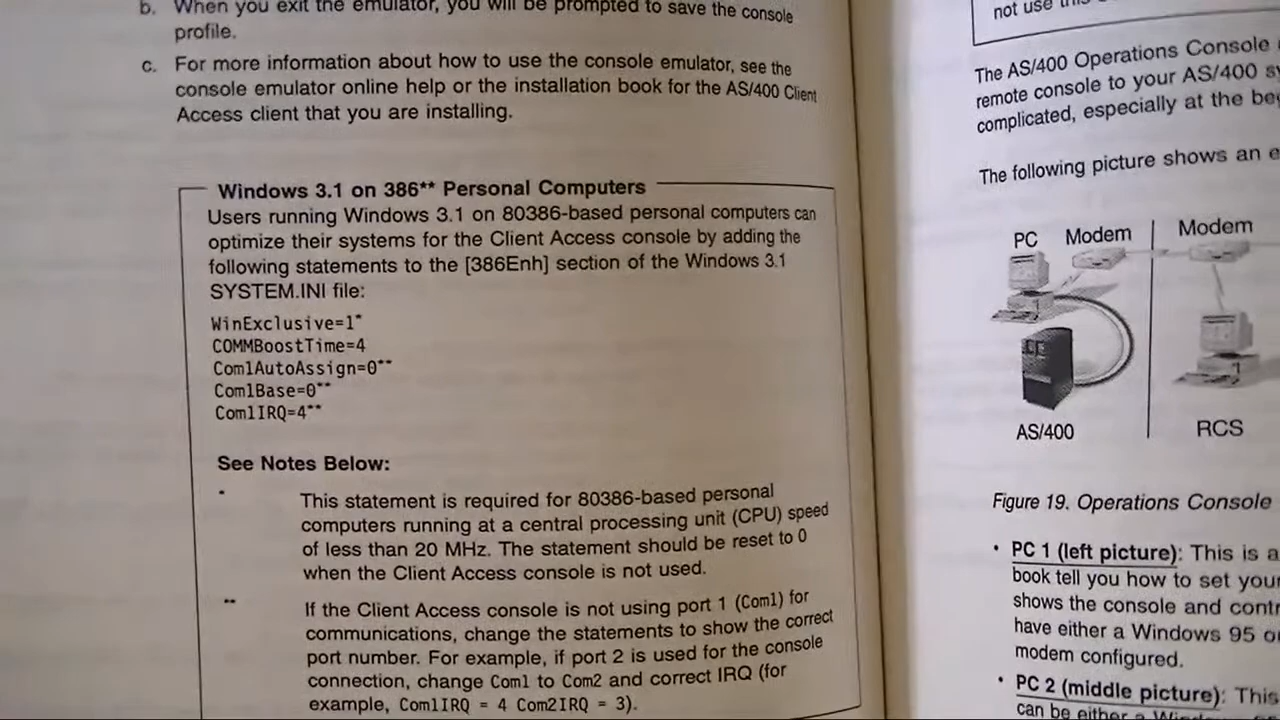 b. When you exit the emulator, you will be prompted to save the console
profile.
c. For more information about how to use the console emulator, see the
console emulator online help or the installation book for the AS/400 Client
Access client that you are installing.
Windows 3.1 on 386** Personal Computers
Users running Windows 3.1 on 80386-based personal computers can
optimize their systems for the Client Access console by adding the
following statements to the [386Enh] section of the Windows 3.1
SYSTEM.INI file:
WinExclusive=1*
COMMBoostTime=4
Com1AutoAssign=0**
Com1Base=0**
Com1IRQ=4**
See Notes Below:
* This statement is required for 80386-based personal
computers running at a central processing unit (CPU) speed
of less than 20 MHz. The statement should be reset to 0
when the Client Access console is not used.
** If the Client Access console is not using port 1 (Com1) for
communications, change the statements to show the correct
port number. For example, if port 2 is used for the console
connection, change Com1 to Com2 and correct IRQ (for
example, Com1IRQ = 4 Com2IRQ = 3).
not use
The AS/400 Operations Console
remote console to your AS/400
complicated, especially at the
The following picture shows an
PC Modem Modem
AS/400 RCS
Figure 19. Operations Console
• PC 1 (left picture): This is a
book tell you how to set your
shows the console and
have either a Windows 95
modem configured.
• PC 2 (middle picture): This
can be either a